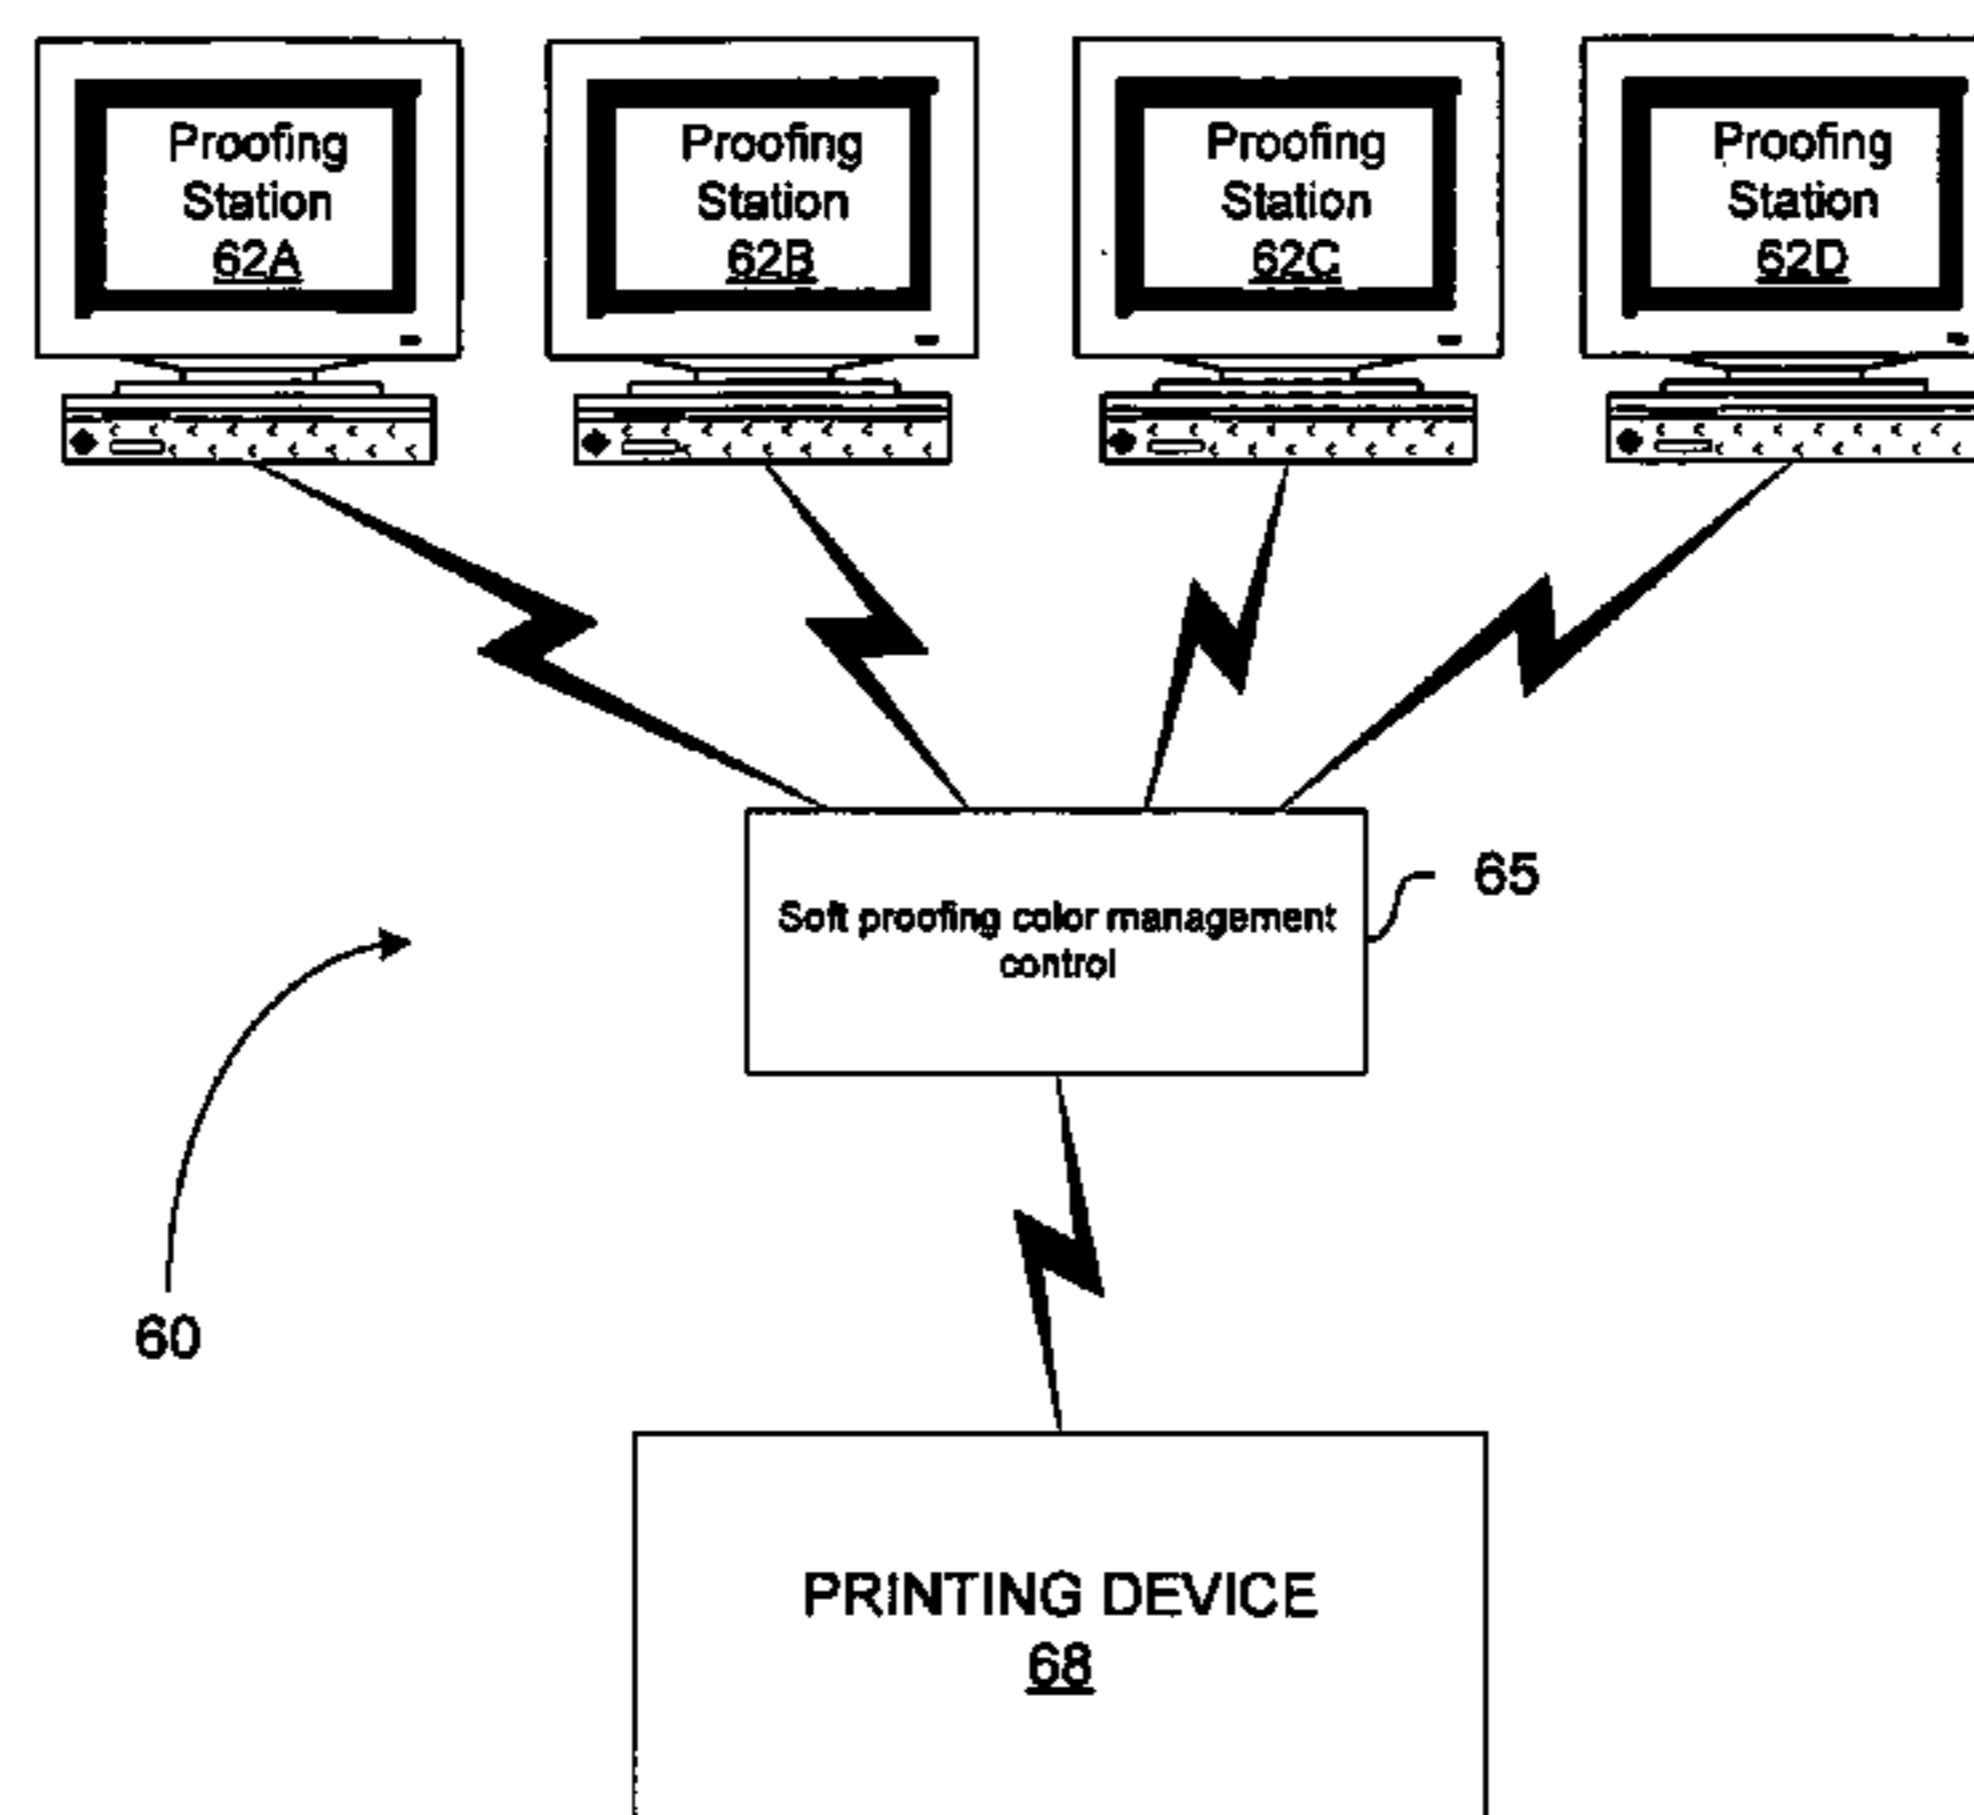 Proofing
Station
62A
Proofing
Station
62B
Proofing
Station
62C
Proofing
Station
62D
Soft proofing color management
control
65
60
PRINTING DEVICE
68